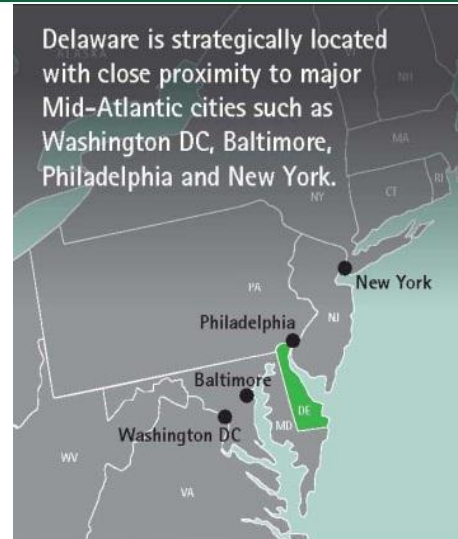 Delaware is strategically located
with close proximity to major
Mid-Atlantic cities such as
Washington DC, Baltimore,
Philadelphia and New York.
ALASKA
VT
NH
MA
NY
CT
RI
New York
PA
Philadelphia
NJ
Baltimore
DE
MD
Washington DC
WV
VA